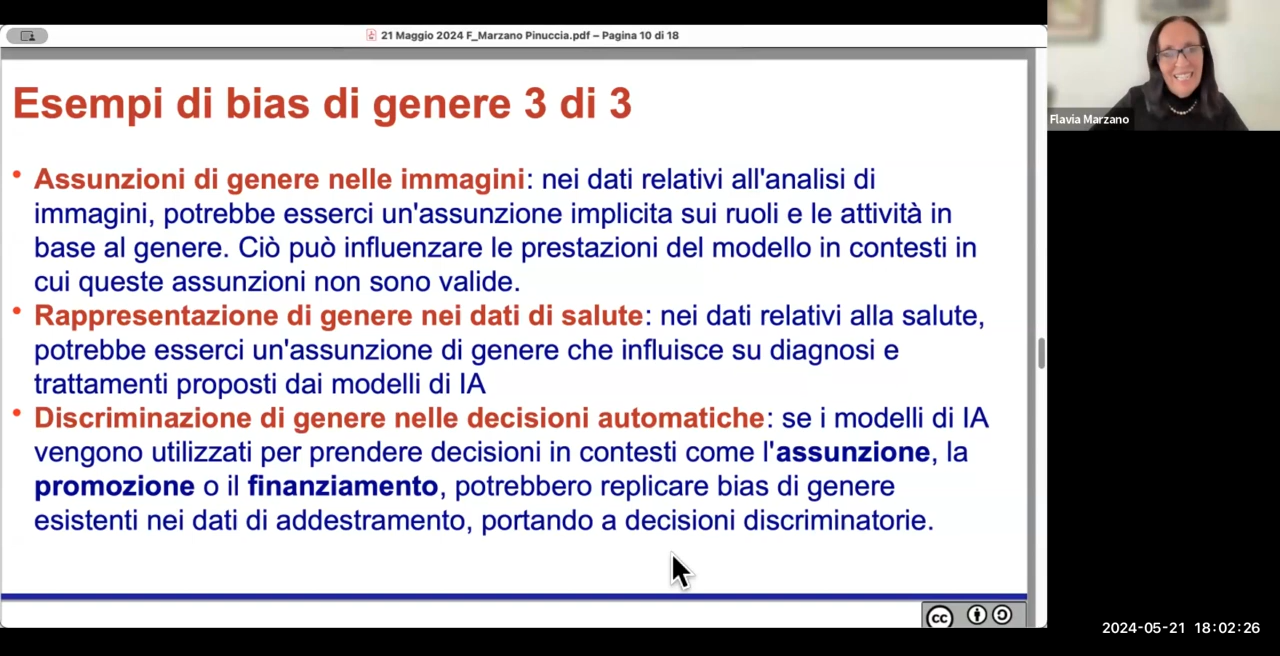 21 Maggio 2024 F_Marzano Pinuccia.pdf – Pagina 10 di 18
Esempi di bias di genere 3 di 3
• Assunzioni di genere nelle immagini: nei dati relativi all'analisi di
immagini, potrebbe esserci un'assunzione implicita sui ruoli e le attività in
base al genere. Ciò può influenzare le prestazioni del modello in contesti in
cui queste assunzioni non sono valide.
• Rappresentazione di genere nei dati di salute: nei dati relativi alla salute,
potrebbe esserci un'assunzione di genere che influisce su diagnosi e
trattamenti proposti dai modelli di IA
• Discriminazione di genere nelle decisioni automatiche: se i modelli di IA
vengono utilizzati per prendere decisioni in contesti come l'assunzione, la
promozione o il finanziamento, potrebbero replicare bias di genere
esistenti nei dati di addestramento, portando a decisioni discriminatorie.
cc
Flavia Marzano
2024-05-21 18:02:26